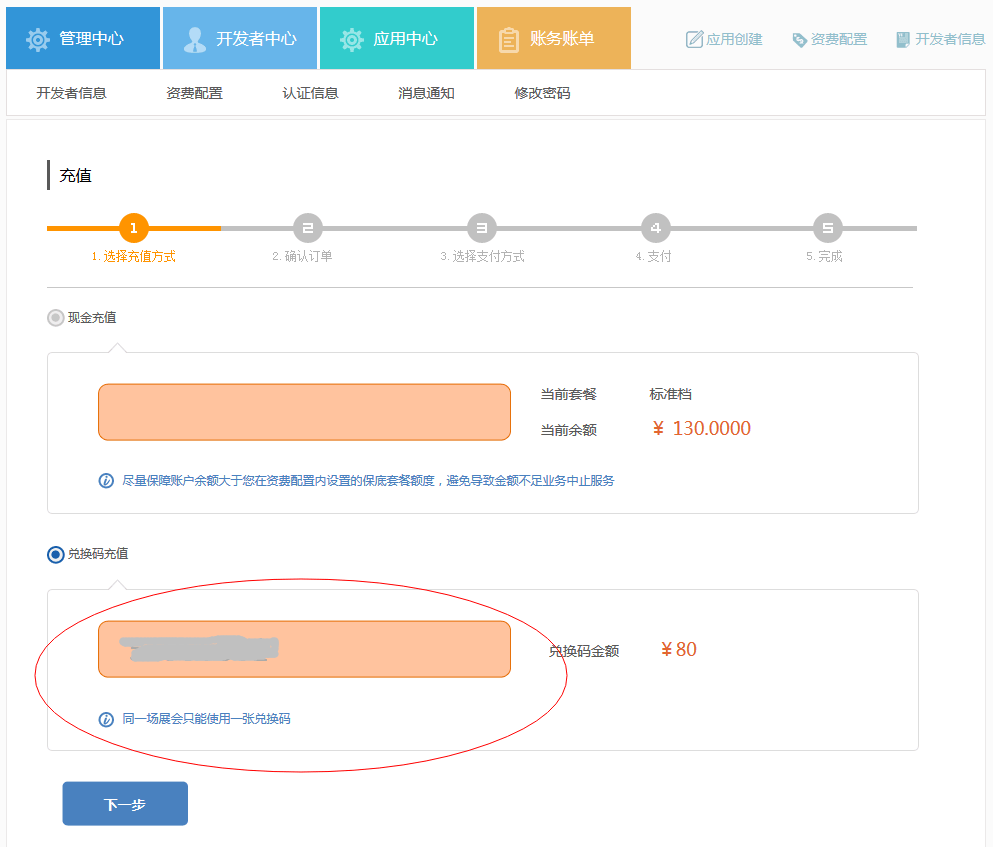 管理中心 开发者中心 应用中心 账务账单 应用创建 资费配置 开发者信息
开发者信息 资费配置 认证信息 消息通知 修改密码
充值
1 2 3 4 5
1. 选择充值方式 2. 确认订单 3. 选择支付方式 4. 支付 5. 完成
现金充值
当前套餐 标准档
当前余额 ¥ 130.0000
尽量保障账户余额大于您在资费配置内设置的保底套餐额度，避免导致金额不足业务中止服务
兑换码充值
兑换码金额 ¥80
同一场展会只能使用一张兑换码
下一步